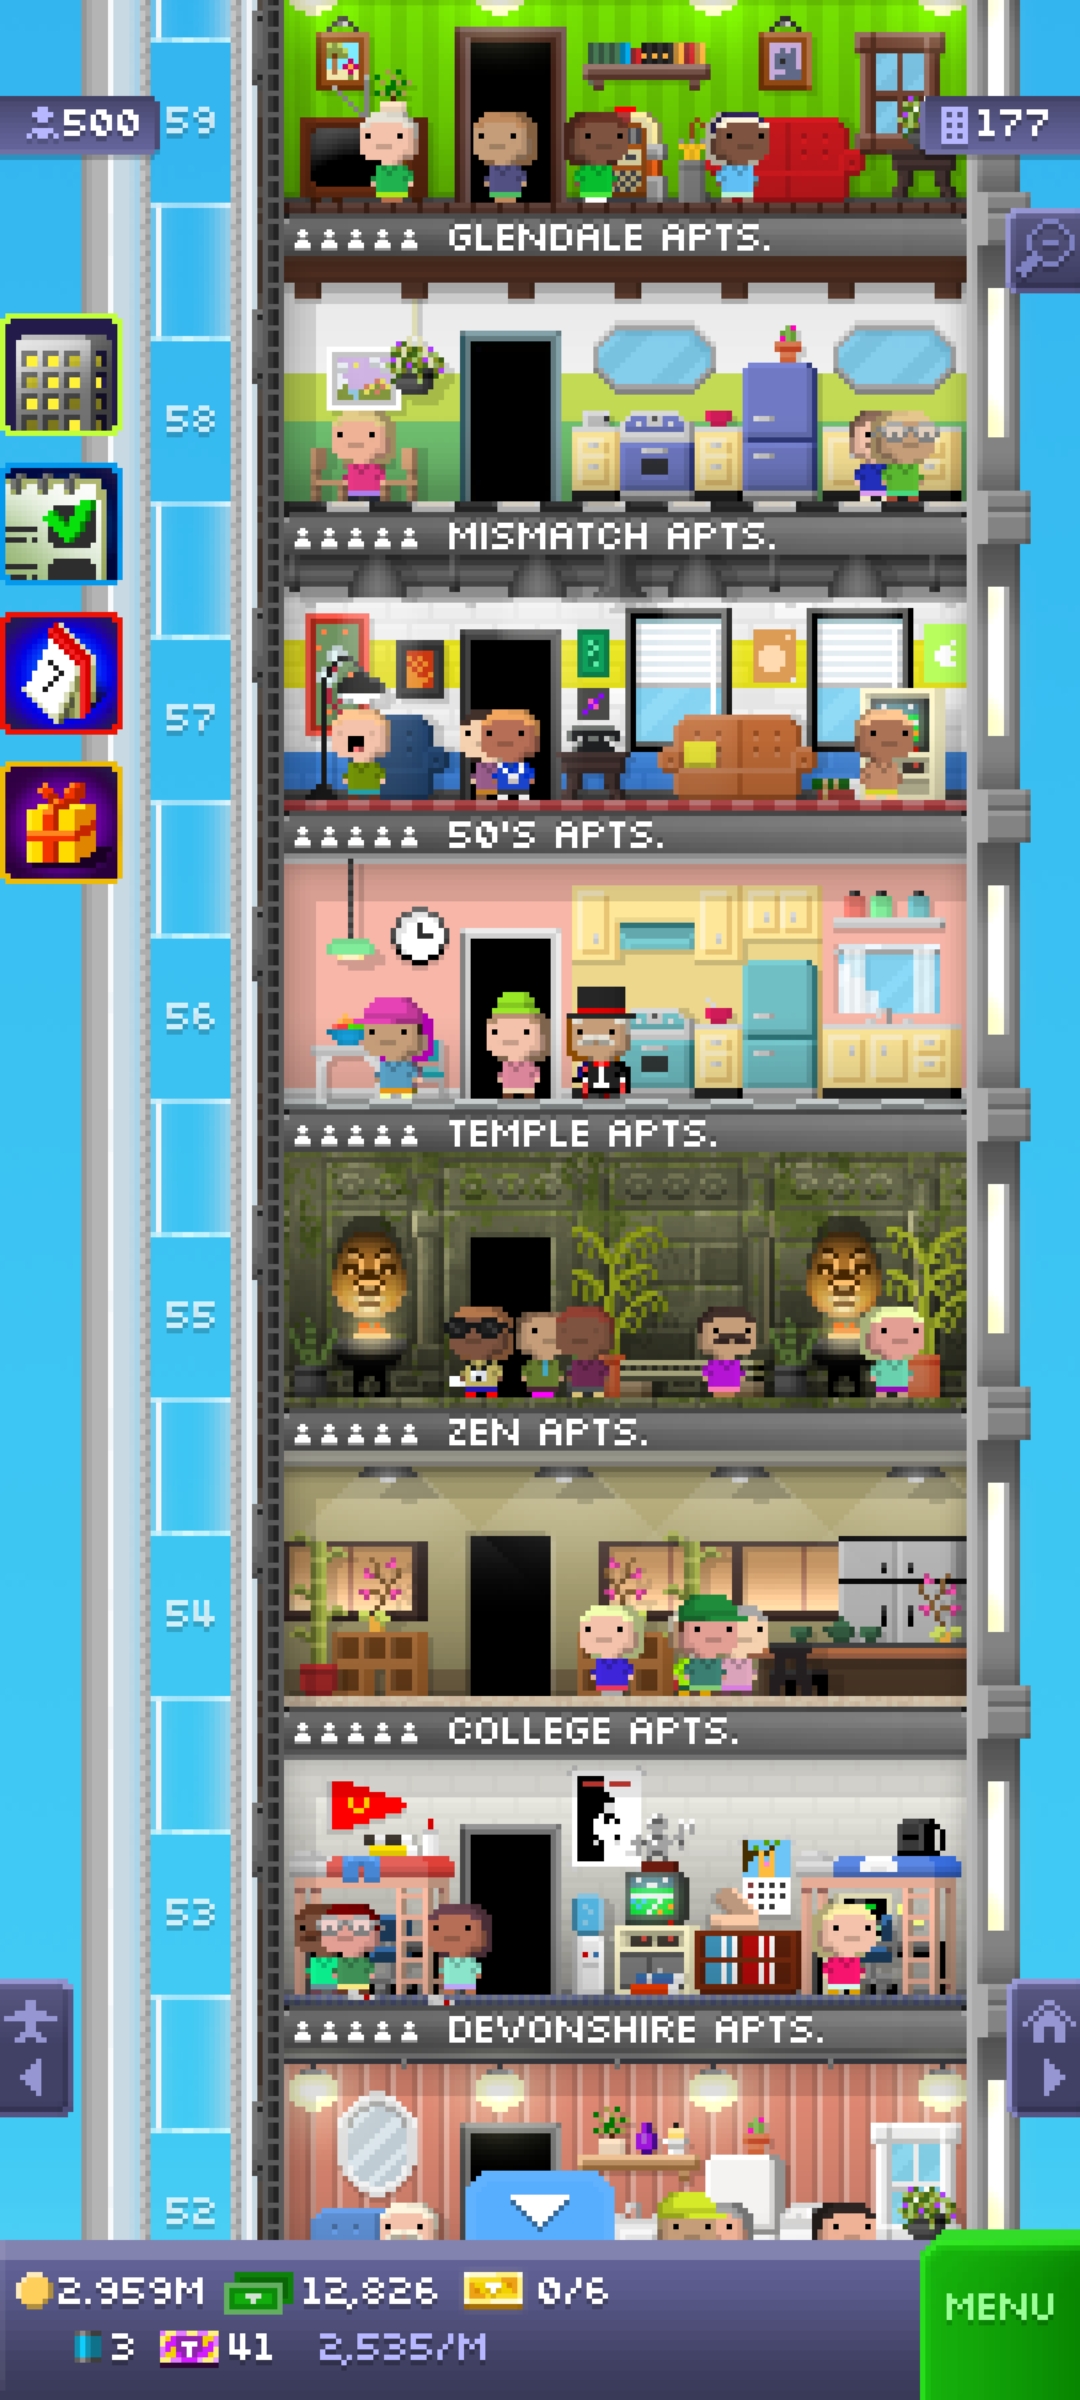 500
59
177
GLENDALE APTS.
58
MISMATCH APTS.
57
50'S APTS.
56
TEMPLE APTS.
55
ZEN APTS.
54
COLLEGE APTS.
53
DEVONSHIRE APTS.
52
2.959M 12,826 0/6
3 41 2,535/M
MENU